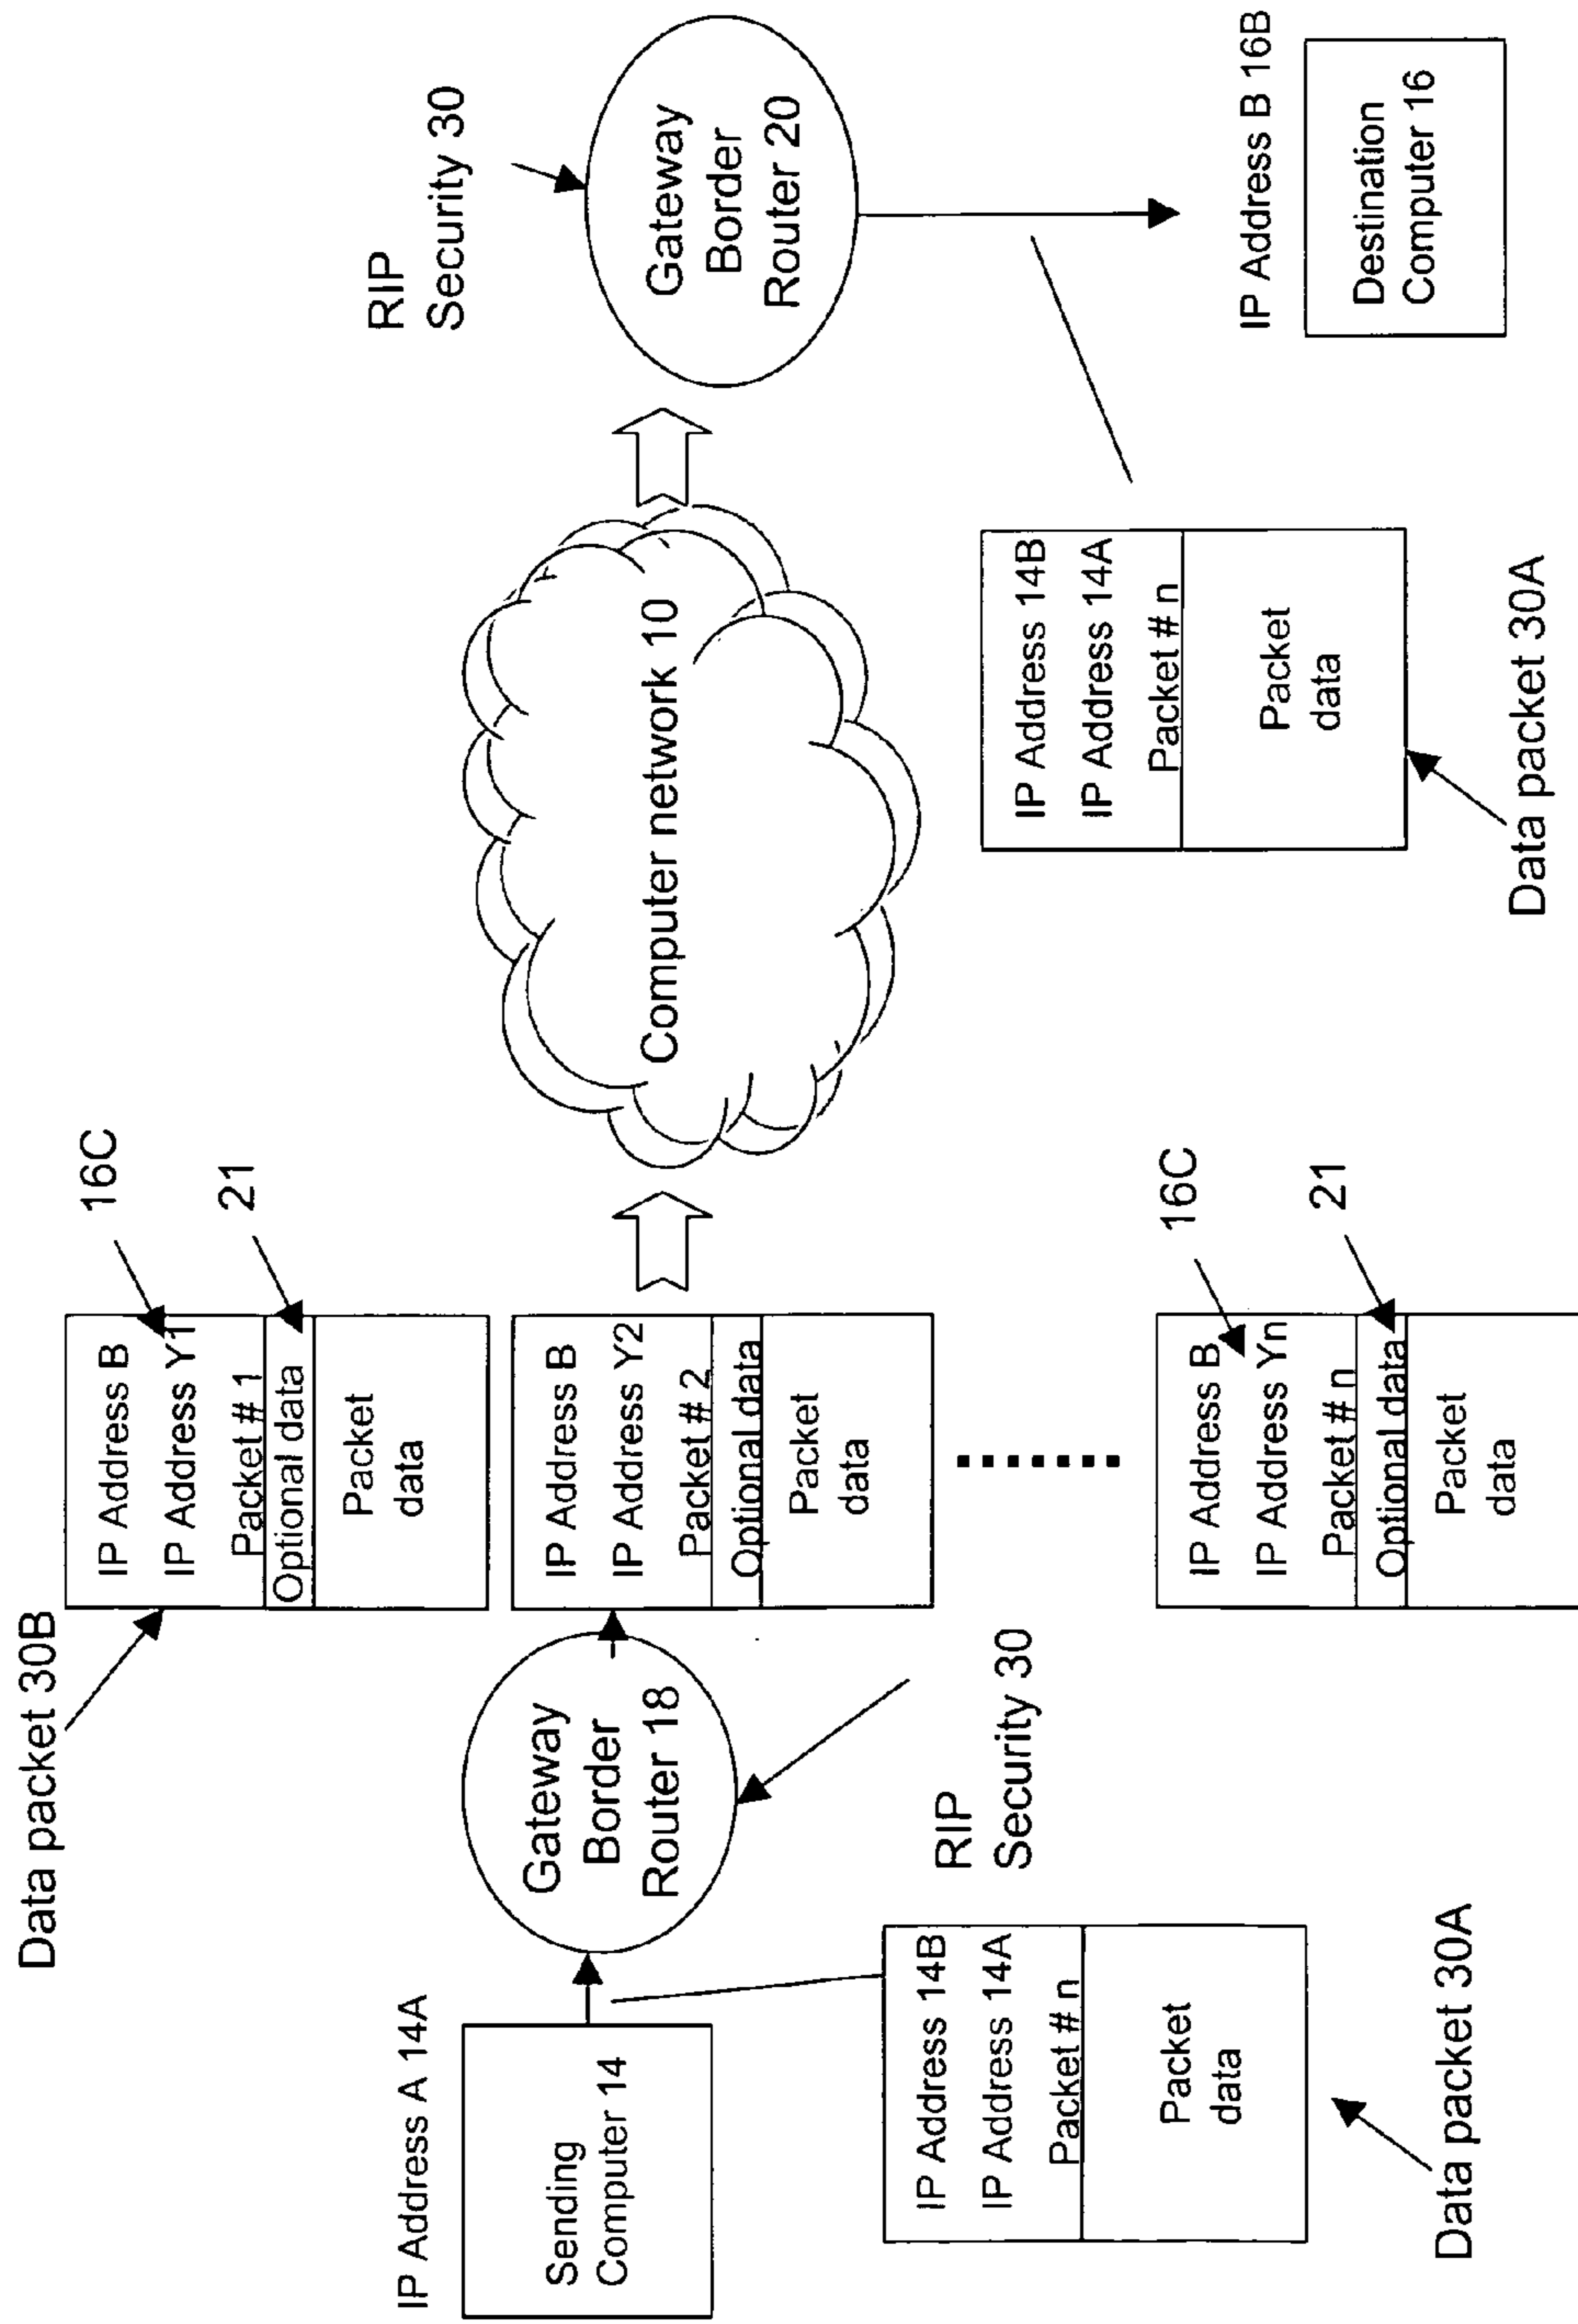 Data packet 30B
IP Address B
IP Address Y1
Packet # 1
Optional data
Packet
data
16C
21
IP Address A 14A
Sending
Computer 14
Gateway
Border
Router 18
IP Address B
IP Address Y2
Packet # 2
Optional data
Packet
data
Computer network 10
RIP
Security 30
Gateway
Border
Router 20
IP Address 14B
IP Address 14A
Packet # n
Packet
data
Data packet 30A
RIP
Security 30
IP Address B
IP Address Yn
Packet # n
Optional data
Packet
data
16C
21
IP Address 14B
IP Address 14A
Packet # n
Packet
data
Data packet 30A
IP Address B 16B
Destination
Computer 16